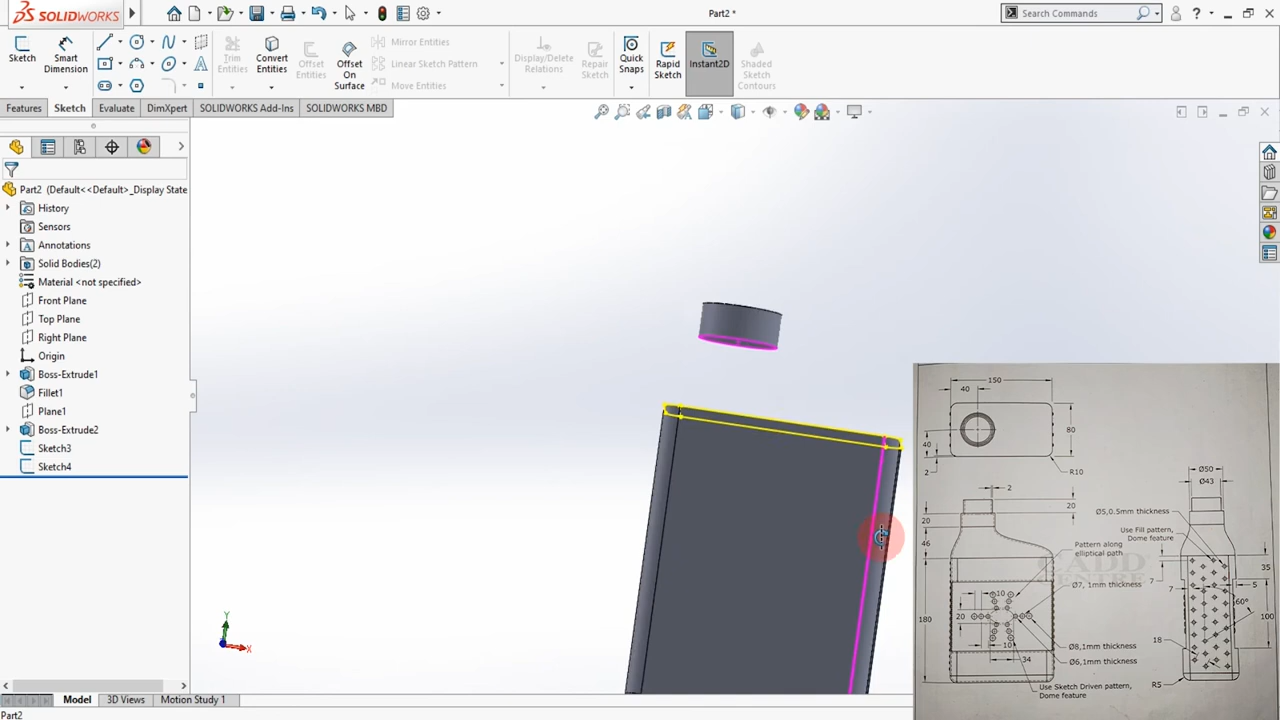 SOLIDWORKS
Part2 *
Search Commands
Sketch
Smart Dimension
Trim Entities
Convert Entities
Offset Entities
Offset On Surface
Mirror Entities
Linear Sketch Pattern
Move Entities
Display/Delete Relations
Repair Sketch
Quick Snaps
Rapid Sketch
Instant2D
Shaded Sketch Contours
Features
Sketch
Evaluate
DimXpert
SOLIDWORKS Add-Ins
SOLIDWORKS MBD
Part2 (Default<<Default>_Display State
History
Sensors
Annotations
Solid Bodies(2)
Material <not specified>
Front Plane
Top Plane
Right Plane
Origin
Boss-Extrude1
Fillet1
Plane1
Boss-Extrude2
Sketch3
Sketch4
Y
X
150
40
80
40
2
R10
2
20
20
46
180
Ø50
Ø43
Ø5,0.5mm thickness
Use Fill pattern,
Dome feature
Pattern along
elliptical path
CADD
CENTRE
Ø7, 1mm thickness
10
20
10
34
Ø8,1mm thickness
Ø6,1mm thickness
Use Sketch Driven pattern,
Dome feature
7
7
35
5
60°
100
18
R5
Model
3D Views
Motion Study 1
Part2